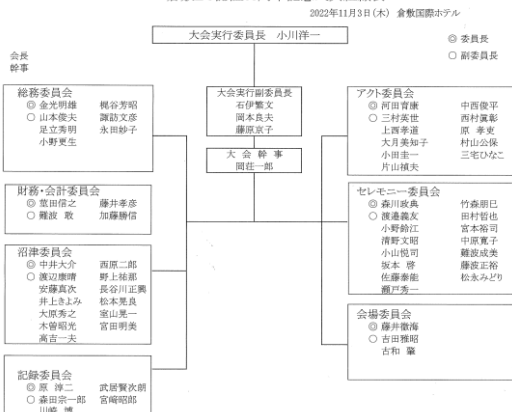 2022年11月3日(木) 倉敷国際ホテル
大会実行委員長 小川洋一
◎ 委員長
○ 副委員長
会長
幹事
総務委員会
◎ 金光明雄 梶谷芳昭
○ 山本俊夫 諏訪文彦
足立秀明 永田妙子
小野更生
財務・会計委員会
◎ 笠田信之 藤井孝彦
○ 難波 敢 加藤勝信
沼津委員会
◎ 中井大介 西原二郎
○ 渡辺康晴 野上祐那
安藤真次 長谷川正興
井上きよみ 松本晃良
大原秀之 室山晃一
木曽昭光 宮田明美
高吉一夫
記録委員会
◎ 原 淳二 武居賢次朗
○ 森田宗一郎 宮﨑昭郎
川崎 博
大会実行副委員長
石伊繁文
岡本良夫
藤原京子
大 会 幹 事
岡荘一郎
アクト委員会
◎ 河田育康 中西俊平
○ 三村英世 西村眞彰
上西孝道 原 孝吏
大月美知子 村山公保
小田圭一 三宅ひなこ
片山禎夫
セレモニー委員会
◎ 森川政典 竹森朋巳
○ 渡邉義友 田村哲也
小野鈴江 宮本裕司
清野文昭 中原寛子
小山悦司 難波成美
坂本 啓 藤波正裕
佐藤泰能 松永みどり
瀬戸秀一
会場委員会
◎ 藤井徹海
○ 吉田雅昭
古和 肇